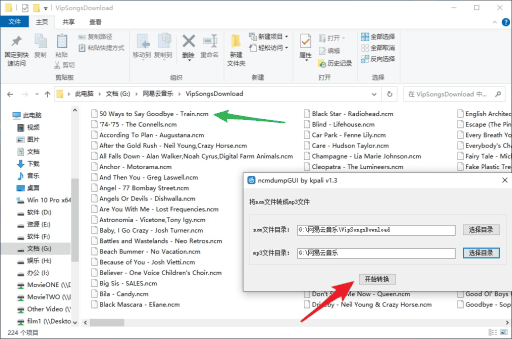 VipSongsDownload
文件
主页
共享
查看
固定到快速访问
复制
粘贴
复制路径
粘贴快捷方式
剪切
剪贴板
移动到
复制到
删除
重命名
组织
新建文件夹
新建项目
轻松访问
新建
属性
打开
编辑
历史记录
打开
全部选择
全部取消
反向选择
选择
此电脑 > 文档 (G:) > 网易云音乐 > VipSongsDownload
在 VipSongsDownload 中...
此电脑
视频
图片
文档
下载
音乐
桌面
Win 10 Pro x64
软件 (D:)
资源 (E:)
软件 (F:)
文档 (G:)
娱乐 (H:)
办公 (I:)
MovieONE (\\
MovieTWO (\\
Other Video (\\
film1 (\\Deskto
50 Ways to Say Goodbye - Train.ncm
'74-'75 - The Connells.ncm
According To Plan - Augustana.ncm
After the Gold Rush - Neil Young,Crazy Horse.ncm
All Falls Down - Alan Walker,Noah Cyrus,Digital Farm Animals.ncm
Anchor - Motorama.ncm
And Then You - Greg Laswell.ncm
Angel - 77 Bombay Street.ncm
Angels Or Devils - Dishwalla.ncm
Are You With Me - Lost Frequencies.ncm
Astronomia - Vicetone,Tony Igy.ncm
Baby, I Go Crazy - Josh Turner.ncm
Battles and Wastelands - Neo Retros.ncm
Beach Bummer - No Vacation.ncm
Because of You - Josh Vietti.ncm
Believer - One Voice Children's Choir.ncm
Big Sis - SALES.ncm
Bila - Candy.ncm
Black Mascara - Eliane.ncm
Black Star - Radiohead.ncm
Blind - Lifehouse.ncm
Car Park - Fenne Lily.ncm
Care - Hudson Taylor.ncm
Champagne - Lia Marie Johnson.ncm
Cheap Trick - The Lumineers.ncm
Don't Stop Me Now - Queen.ncm
Driveby - Neil Young & Crazy Horse.ncm
English Architec
Escape (The Pin
Every Breath Yo
Everybody's Cha
Fairy Tale - Mich
Fake Plastic Tree
Good Ol' Boys
Goodbye - Sop
ncmdumpGUI by kpali v1.3
将ncm文件转成mp3文件
ncm文件目录:
G:\网易云音乐\VipSongsDownload
选择目录
mp3文件目录:
G:\网易云音乐
选择目录
开始转换
224 个项目